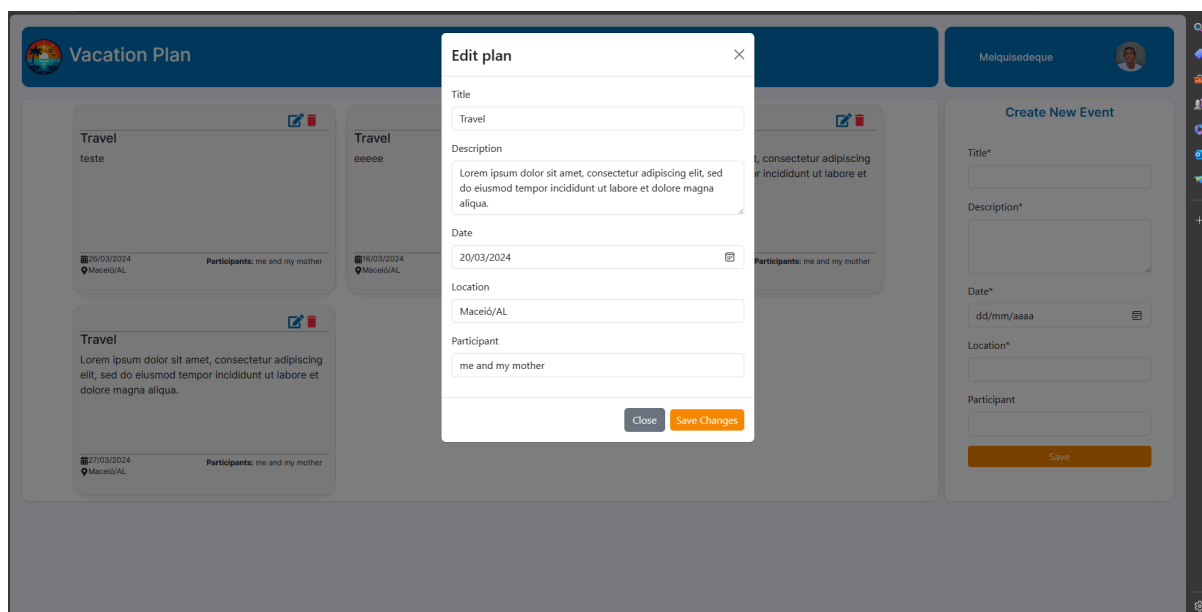 Vacation Plan
Melquisedeque
Edit plan
Title
Travel
Description
Lorem ipsum dolor sit amet, consectetur adipiscing elit, sed
do eiusmod tempor incididunt ut labore et dolore magna
aliqua.
Date
20/03/2024
Location
Maceió/AL
Participant
me and my mother
Close
Save Changes
Travel
teste
26/03/2024
Maceió/AL
Participants: me and my mother
Travel
eeeee
16/03/2024
Maceió/AL
t, consectetur adipiscing
or incididunt ut labore et
Participants: me and my mother
Travel
Lorem ipsum dolor sit amet, consectetur adipiscing
elit, sed do eiusmod tempor incididunt ut labore et
dolore magna aliqua.
27/03/2024
Maceió/AL
Participants: me and my mother
Create New Event
Title*
Description*
Date*
dd/mm/aaaa
Location*
Participant
Save